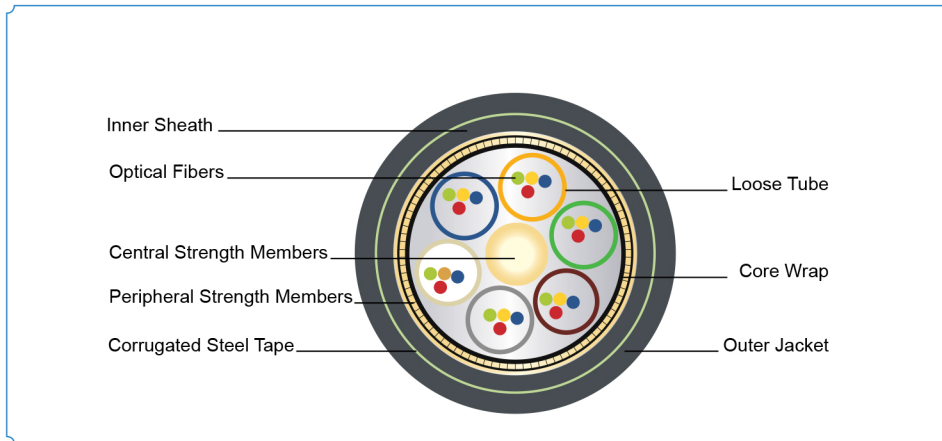 Inner Sheath
Optical Fibers
Central Strength Members
Peripheral Strength Members
Corrugated Steel Tape
Loose Tube
Core Wrap
Outer Jacket